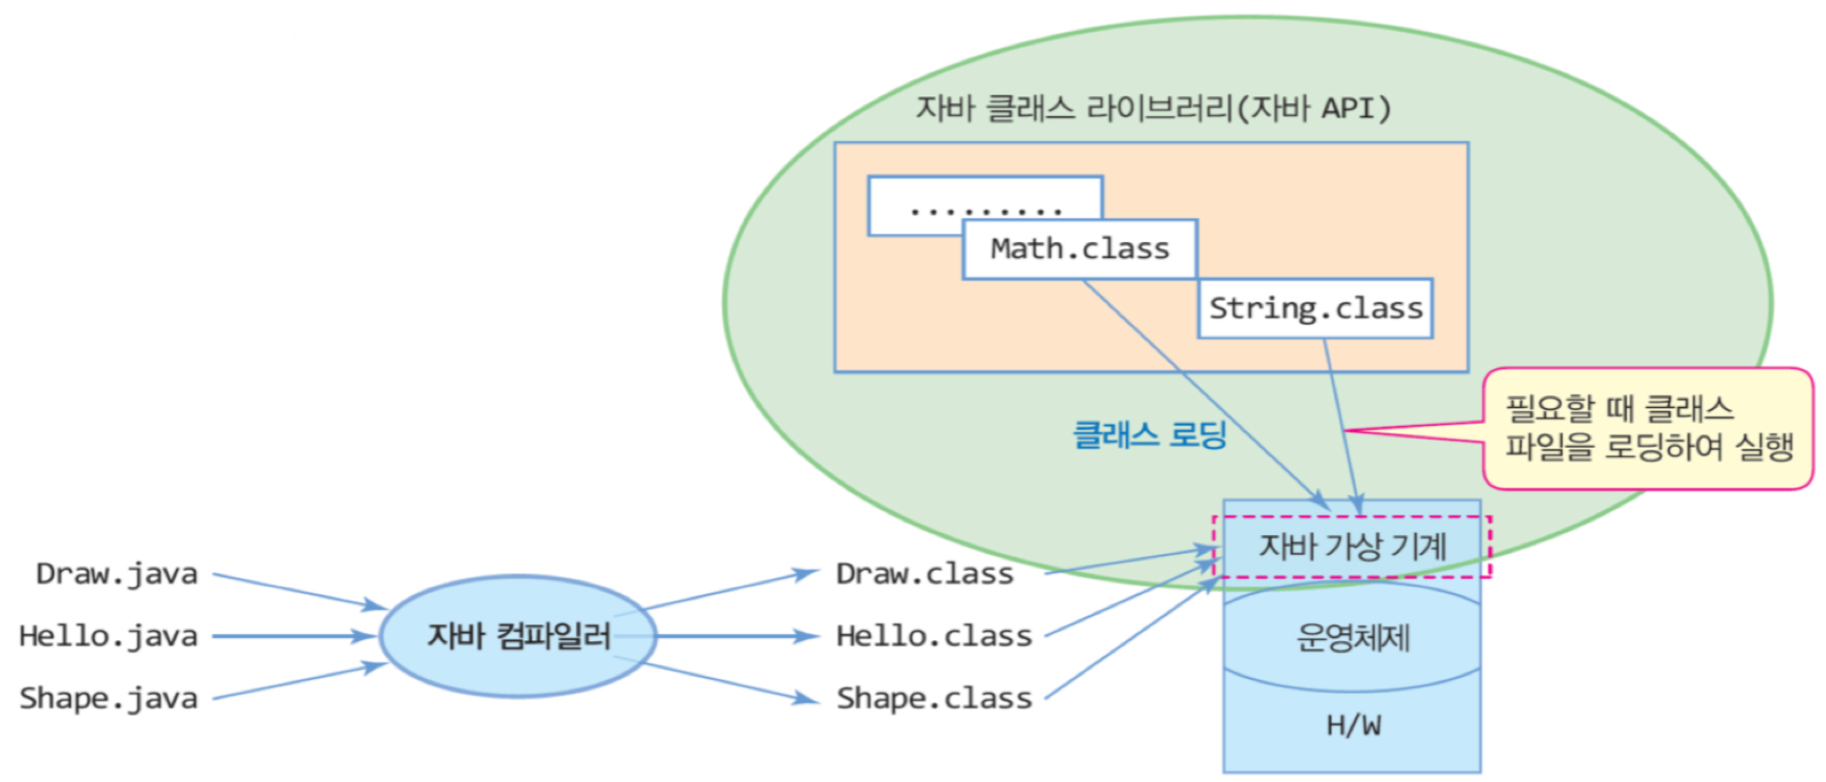 자바 클래스 라이브러리(자바 API)
.........
Math.class
String.class
클래스 로딩
필요할 때 클래스
파일을 로딩하여 실행
Draw.java
Hello.java
Shape.java
자바 컴파일러
Draw.class
Hello.class
Shape.class
자바 가상 기계
운영체제
H/W